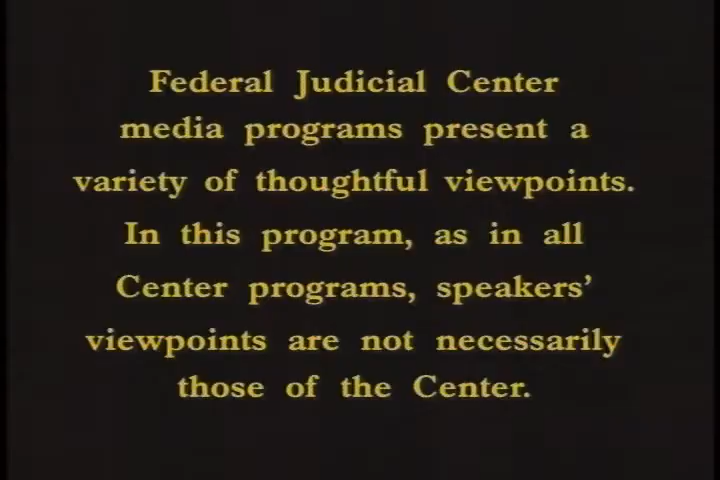 Federal Judicial Center
media programs present a
variety of thoughtful viewpoints.
In this program, as in all
Center programs, speakers’
viewpoints are not necessarily
those of the Center.